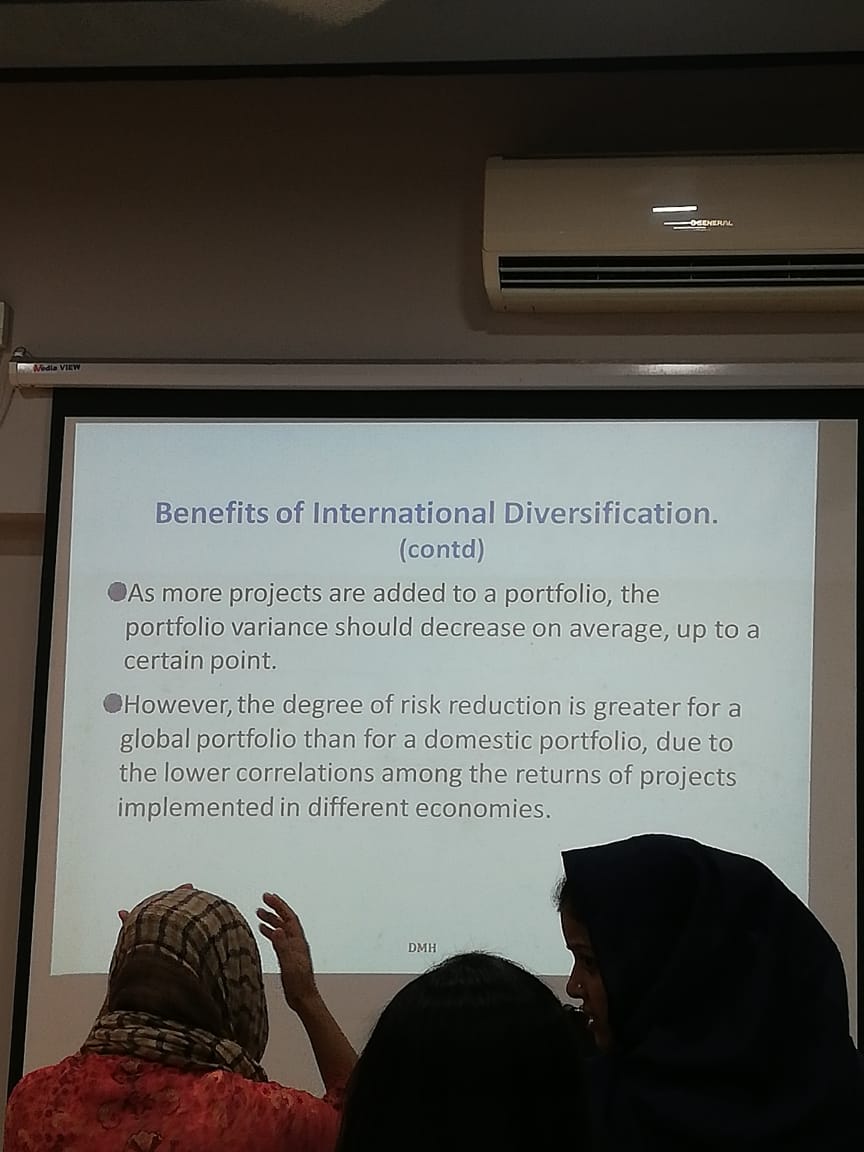 GENERAL
Media VIEW
Benefits of International Diversification.
(contd)
As more projects are added to a portfolio, the
portfolio variance should decrease on average, up to a
certain point.
However, the degree of risk reduction is greater for a
global portfolio than for a domestic portfolio, due to
the lower correlations among the returns of projects
implemented in different economies.
DMH